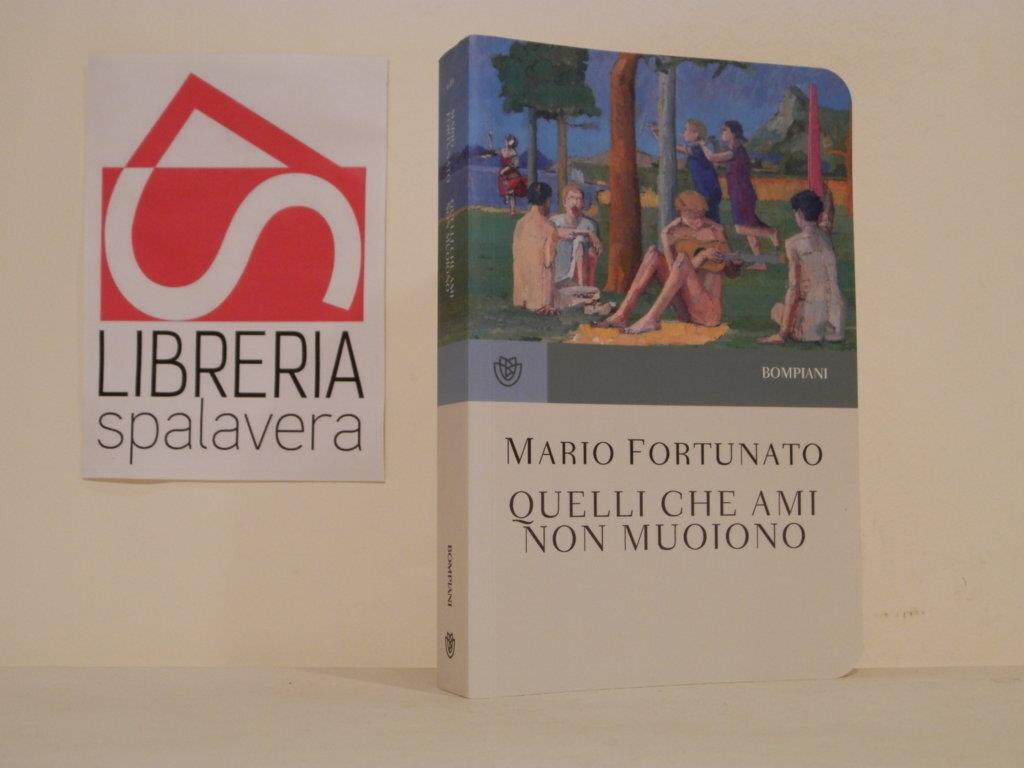 LIBRERIA
spalavera
BOMPIANI
MARIO FORTUNATO
QUELLI CHE AMI
NON MUOIONO
BOMPIANI